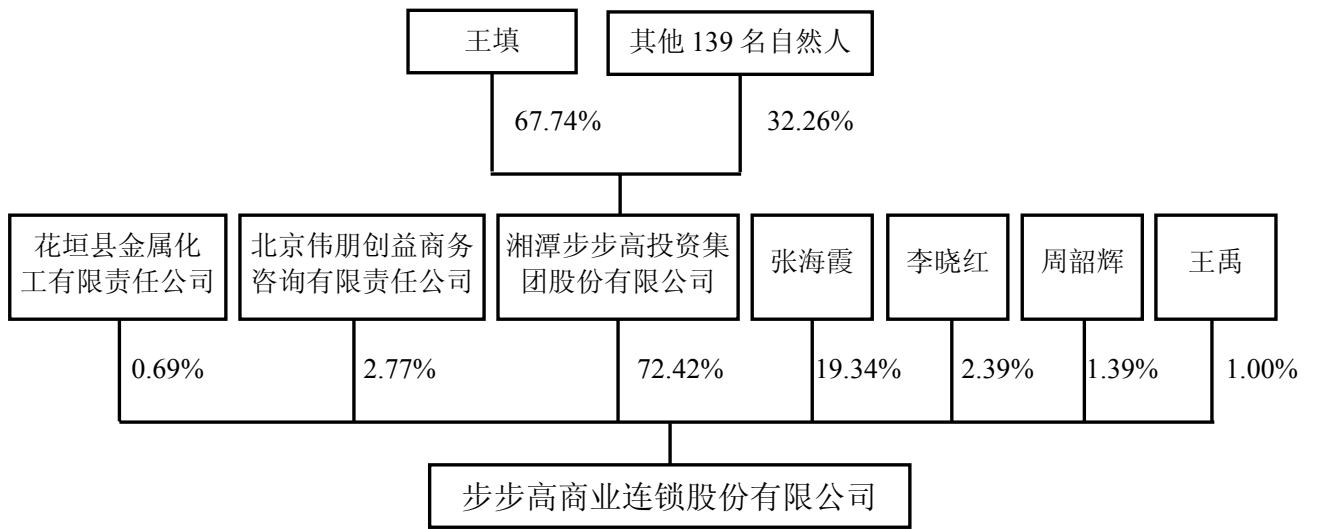 王填
其他 139 名自然人
67.74%
32.26%
花垣县金属化
工有限责任公司
北京伟朋创益商务
咨询有限责任公司
湘潭步步高投资集
团股份有限公司
张海霞
李晓红
周韶辉
王禹
0.69%
2.77%
72.42%
19.34%
2.39%
1.39%
1.00%
步步高商业连锁股份有限公司